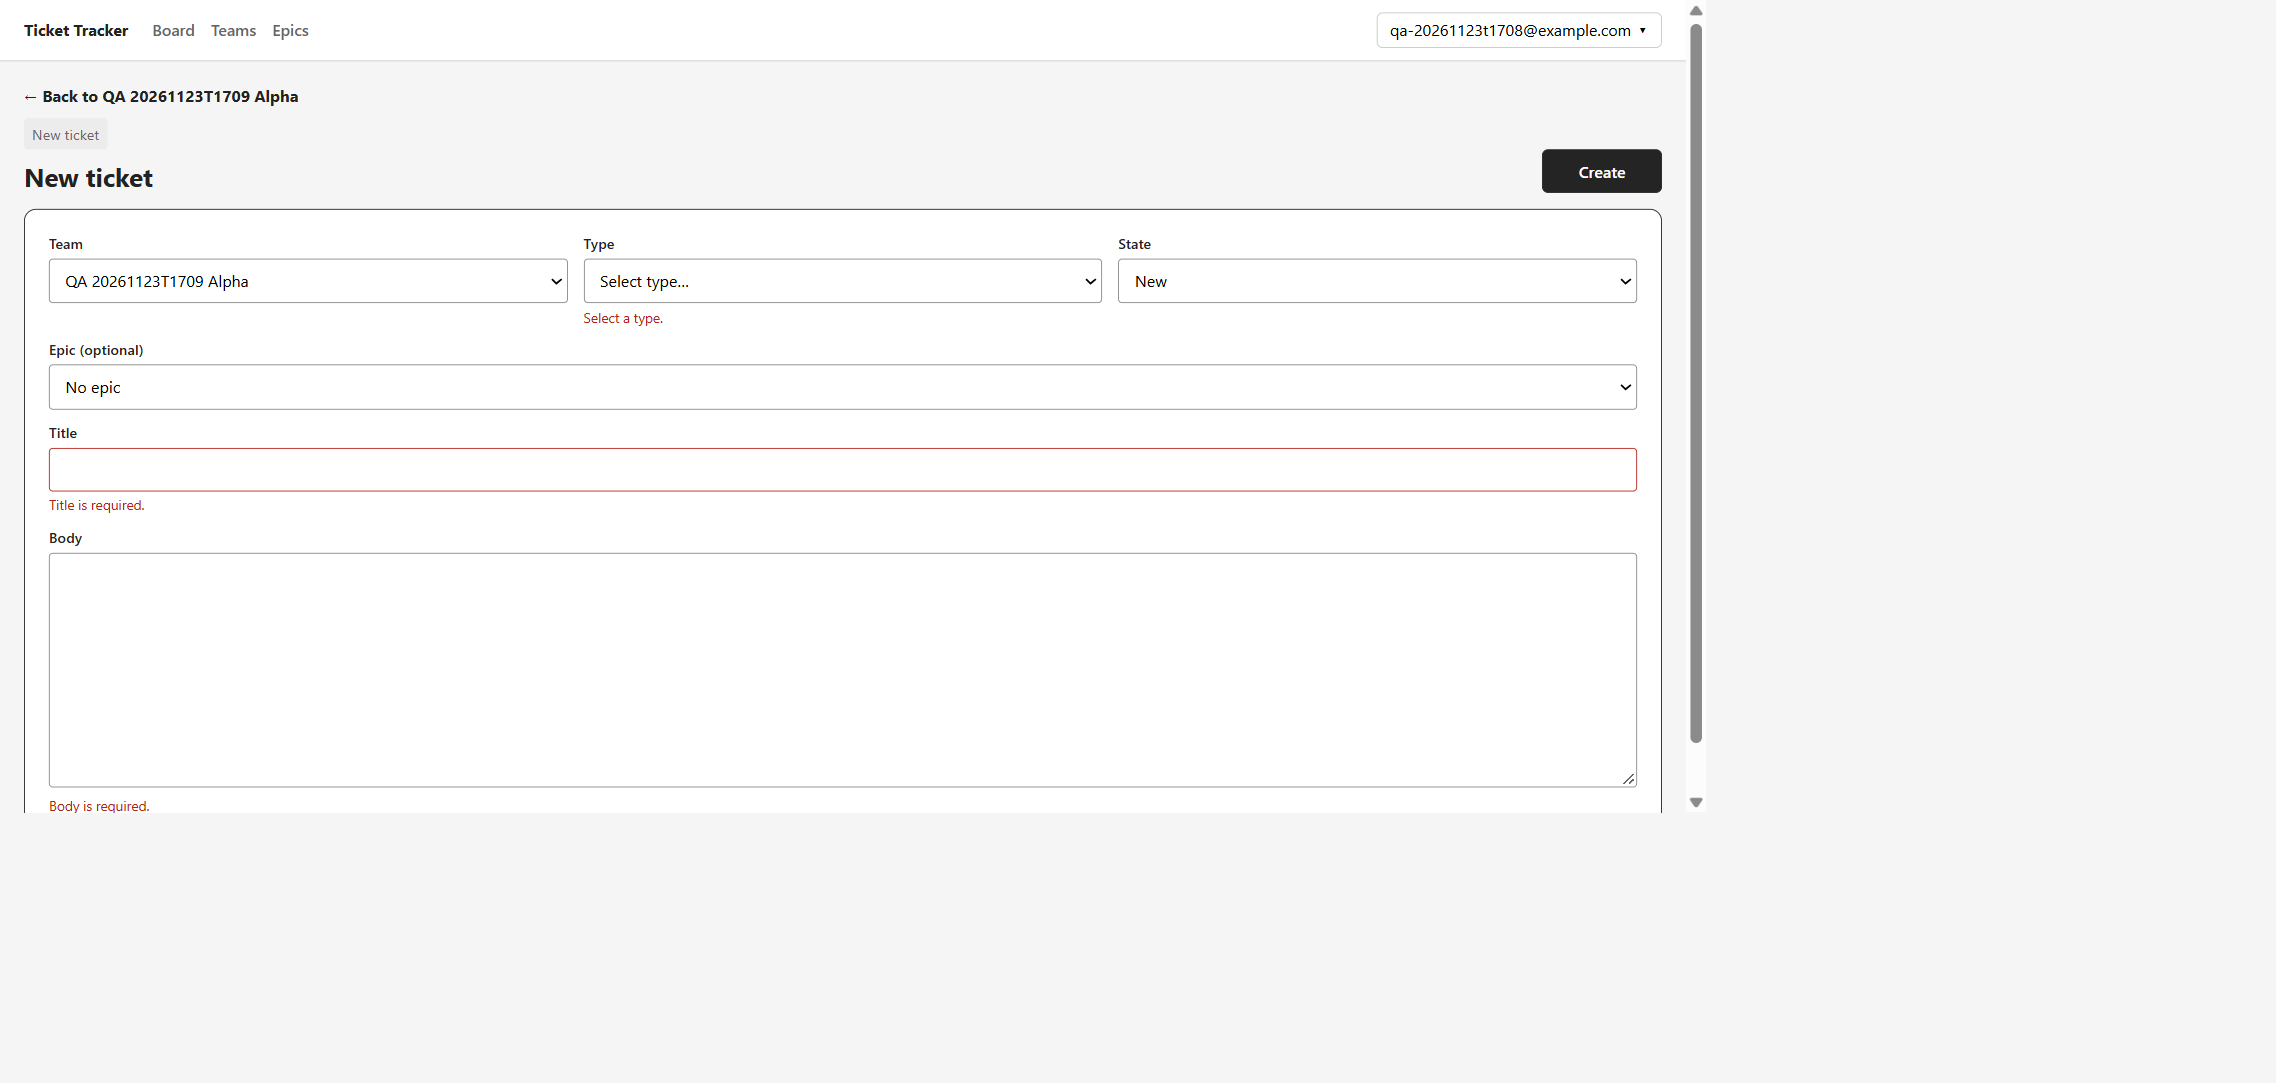 Ticket Tracker Board Teams Epics qa-20261123t1708@example.com ▼
← Back to QA 20261123T1709 Alpha
New ticket
New ticket Create
Team Type State
QA 20261123T1709 Alpha Select type... New
Select a type.
Epic (optional)
No epic
Title
Title is required.
Body
Body is required.